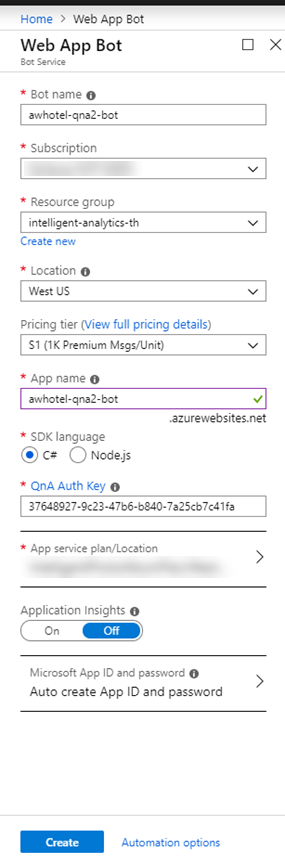 Home > Web App Bot
Web App Bot
Bot Service
* Bot name
awhotel-qna2-bot
* Subscription
* Resource group
intelligent-analytics-th
Create new
* Location
West US
Pricing tier (View full pricing details)
S1 (1K Premium Msgs/Unit)
* App name
awhotel-qna2-bot
.azurewebsites.net
* SDK language
C# Node.js
* QnA Auth Key
37648927-9c23-47b6-b840-7a25cb7c41fa
* App service plan/Location
Application Insights
On Off
Microsoft App ID and password
Auto create App ID and password
Create Automation options